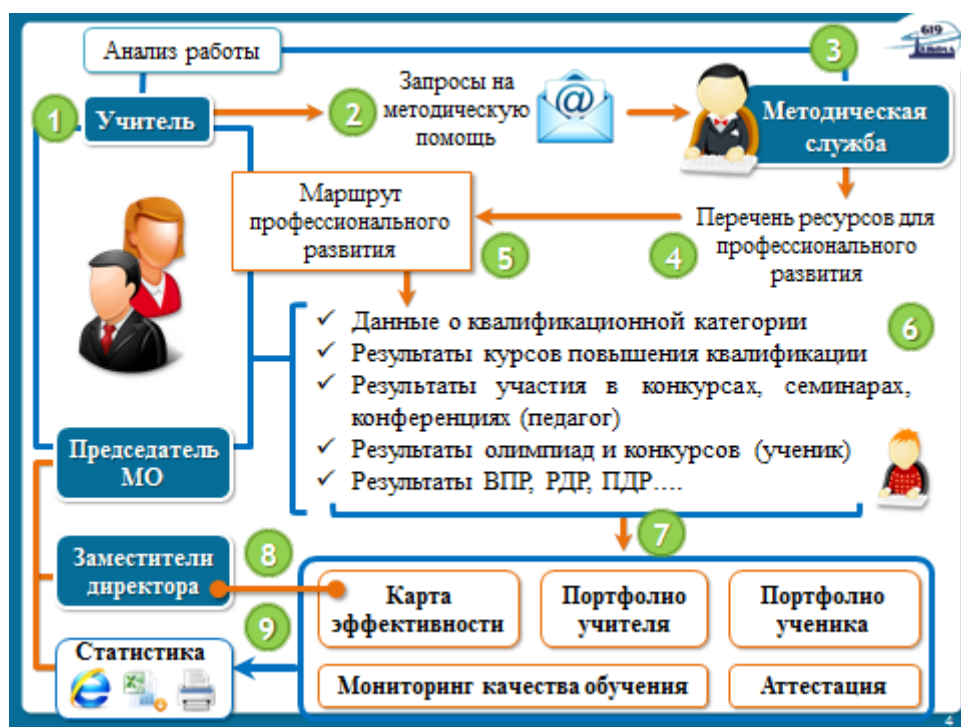 619
Анализ работы
3
1
Учитель
2
Запросы на
методическую
помощь
@
Методическая
служба
Маршрут
профессионального
развития
5
4
Перечень ресурсов для
профессионального
развития
6
✓ Данные о квалификационной категории
✓ Результаты курсов повышения квалификации
✓ Результаты участия в конкурсах, семинарах,
конференциях (педагог)
✓ Результаты олимпиад и конкурсов (ученик)
✓ Результаты ВПР, РДР, ПДР….
Председатель
МО
7
Заместители
директора
8
Карта
эффективности
Портфолио
учителя
Портфолио
ученика
9
Статистика
Мониторинг качества обучения
Аттестация
4